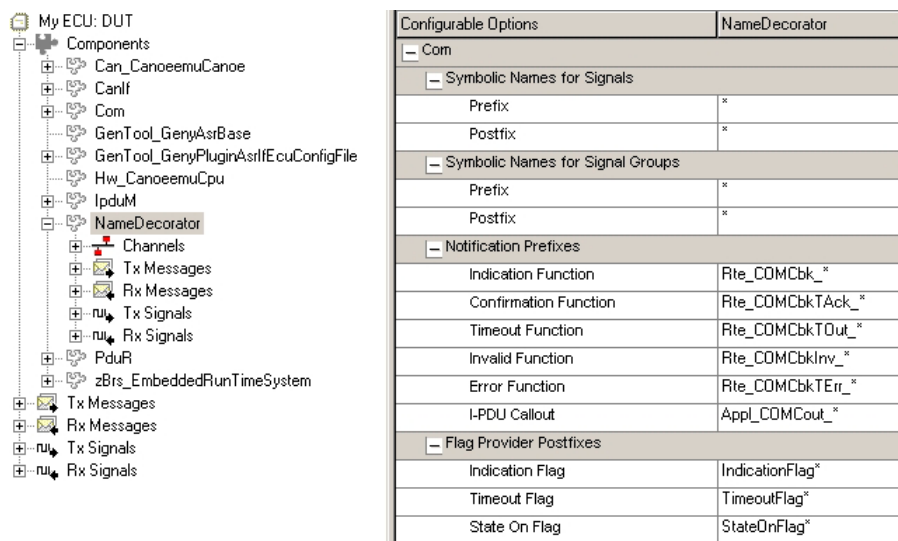 My ECU: DUT
Components
Can_CanoeemuCanoe
CanIf
Com
GenTool_GenyAsrBase
GenTool_GenyPluginAsrIfEcuConfigFile
Hw_CanoeemuCpu
IpduM
NameDecorator
Channels
Tx Messages
Rx Messages
Tx Signals
Rx Signals
PduR
zBrs_EmbeddedRunTimeSystem
Tx Messages
Rx Messages
Tx Signals
Rx Signals
Configurable Options NameDecorator
Com
Symbolic Names for Signals
Prefix *
Postfix *
Symbolic Names for Signal Groups
Prefix *
Postfix *
Notification Prefixes
Indication Function Rte_COMCbk_*
Confirmation Function Rte_COMCbkTAck_*
Timeout Function Rte_COMCbkTOut_*
Invalid Function Rte_COMCbkInv_*
Error Function Rte_COMCbkTErr_*
I-PDU Callout Appl_COMCout_*
Flag Provider Postfixes
Indication Flag IndicationFlag*
Timeout Flag TimeoutFlag*
State On Flag StateOnFlag*